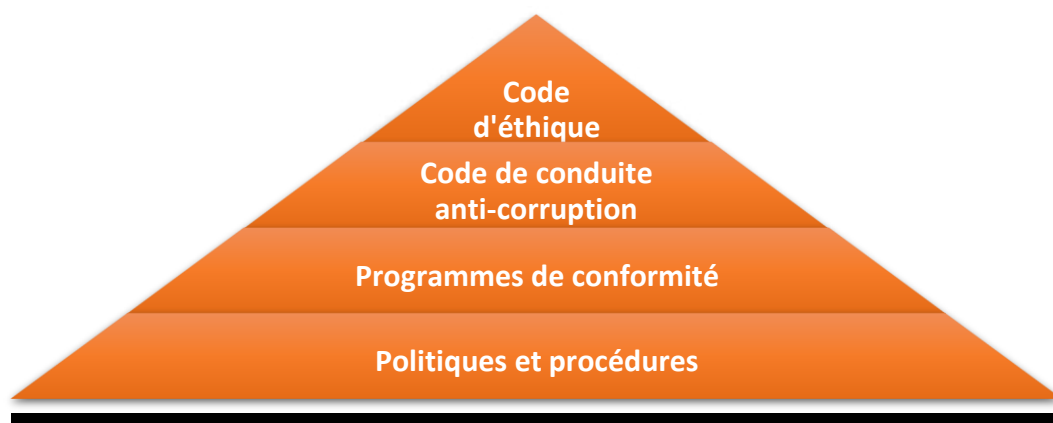 Code
d'éthique
Code de conduite
anti-corruption
Programmes de conformité
Politiques et procédures